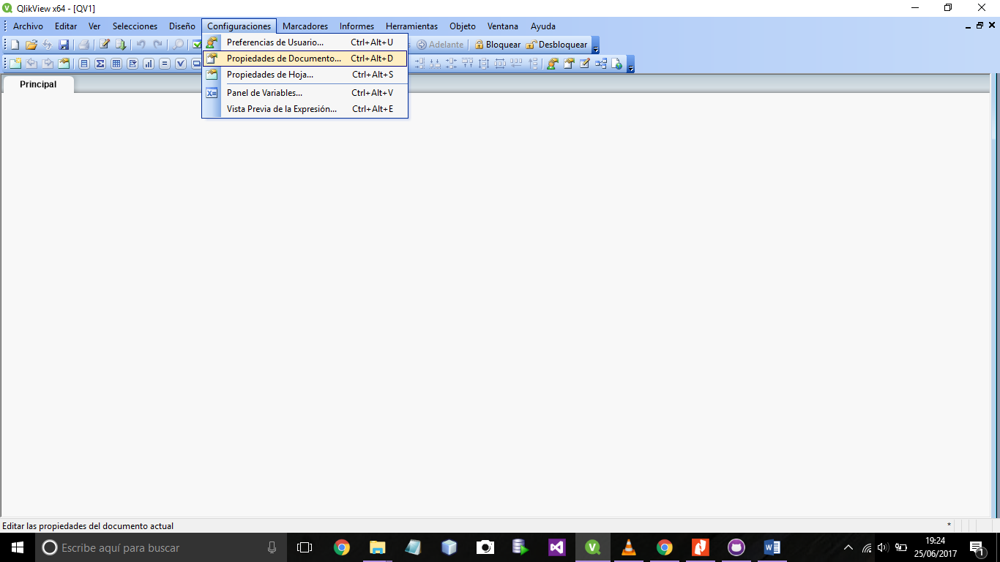 QlikView x64 - [QV1]
Archivo Editar Ver Selecciones Diseño Configuraciones Marcadores Informes Herramientas Objeto Ventana Ayuda
Adelante Bloquear Desbloquear
Preferencias de Usuario... Ctrl+Alt+U
Propiedades de Documento... Ctrl+Alt+D
Propiedades de Hoja... Ctrl+Alt+S
Panel de Variables... Ctrl+Alt+V
Vista Previa de la Expresión... Ctrl+Alt+E
Principal
Editar las propiedades del documento actual *
Escribe aquí para buscar
19:24
25/06/2017
1